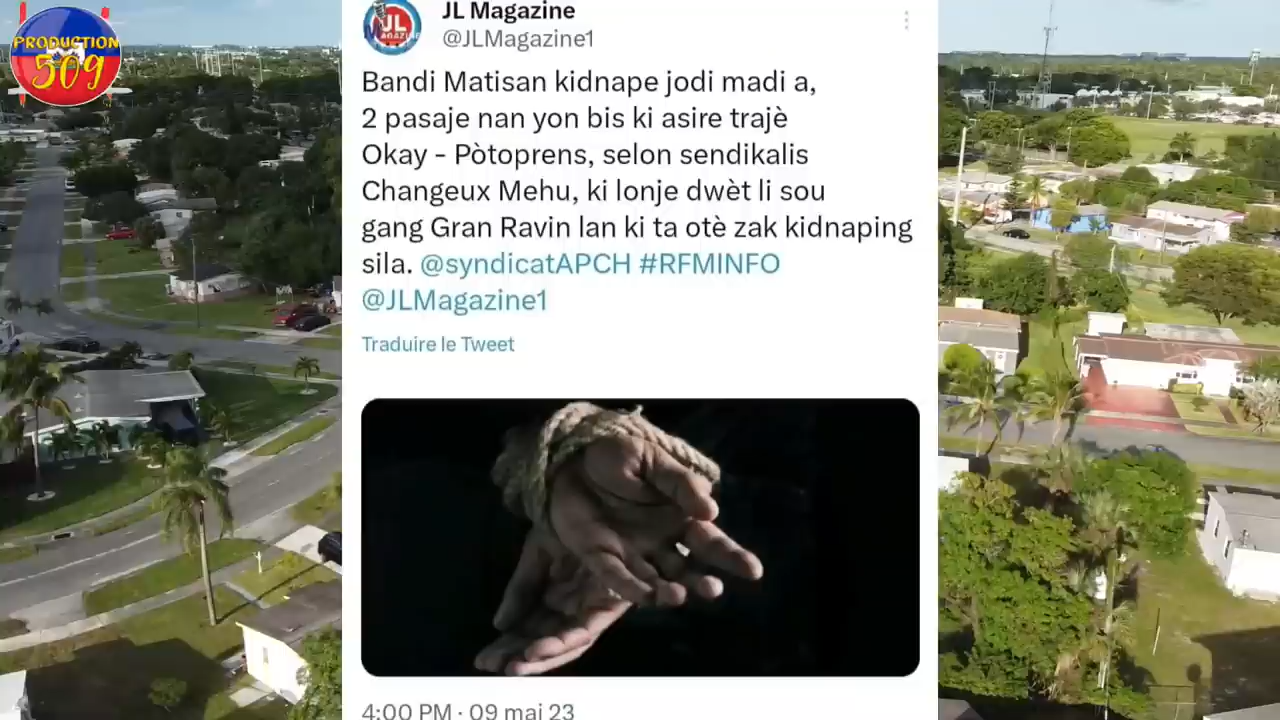 PRODUCTION
509
JL Magazine
@JLMagazine1
JL
MAGAZINE
Bandi Matisan kidnape jodi madi a,
2 pasaje nan yon bis ki asire trajè
Okay - Pòtoprens, selon sendikalis
Changeux Mehu, ki lonje dwèt li sou
gang Gran Ravin lan ki ta otè zak kidnaping
sila. @syndicatAPCH #RFMINFO
@JLMagazine1
Traduire le Tweet
4:00 PM · 09 mai 23